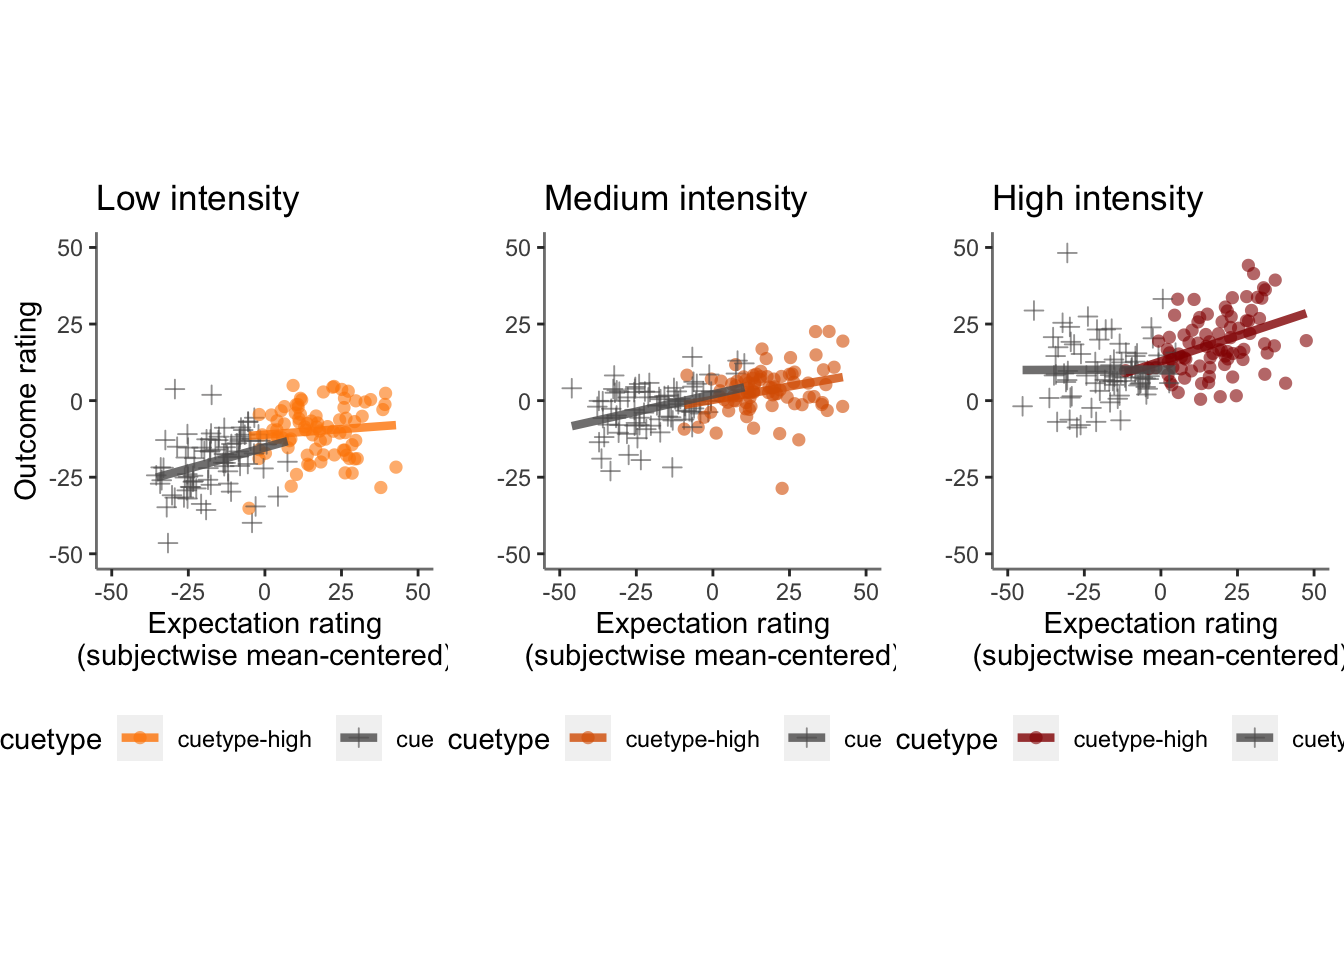 Low intensity
Medium intensity
High intensity
Outcome rating
50
25
0
-25
-50
-50
-25
0
25
50
Expectation rating
(subjectwise mean-centered)
50
25
0
-25
-50
-50
-25
0
25
50
Expectation rating
(subjectwise mean-centered)
50
25
0
-25
-50
-50
-25
0
25
50
Expectation rating
(subjectwise mean-centered)
cuetype cuetype-high cue
cuetype cuetype-high cue
cuetype cuetype-high cuety